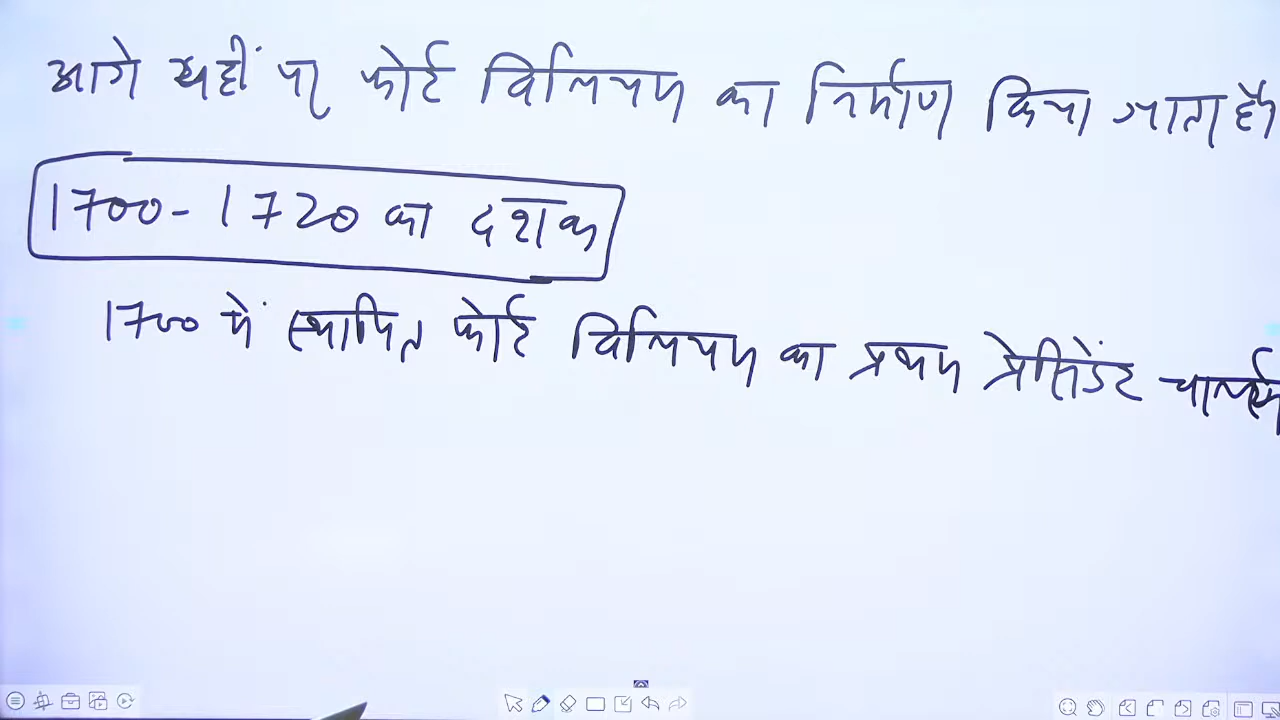 आगे यहीं पर फोर्ट विलियम का निर्माण किया जाता है
1700-1720 का दशक
1700 में स्थापित फोर्ट विलियम का प्रथम प्रेसिडेंट चार्ल्स